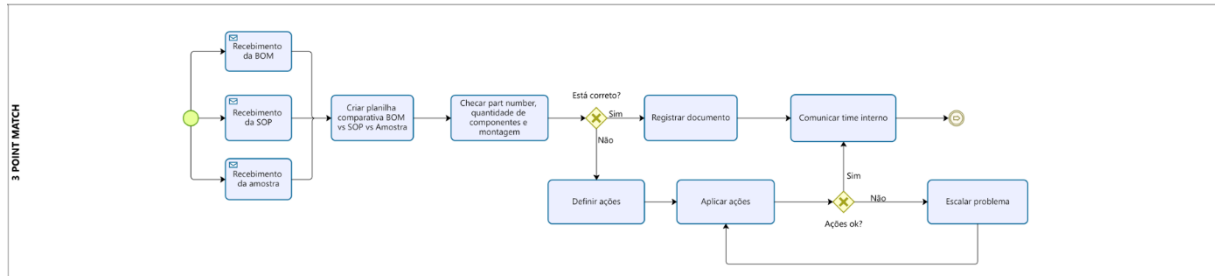 3 POINT MATCH
Recebimento
da BOM
Recebimento
da SOP
Recebimento
da amostra
Criar planilha
comparativa BOM
vs SOP vs Amostra
Checar part number,
quantidade de
componentes e
montagem
Está correto?
Sim
Não
Registrar documento
Comunicar time interno
Definir ações
Aplicar ações
Sim
Não
Ações ok?
Escalar problema